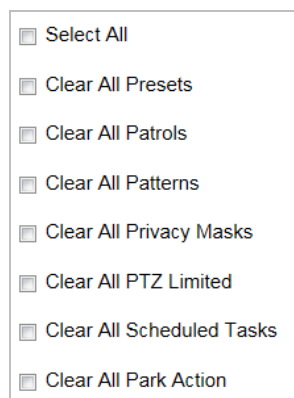 Select All
Clear All Presets
Clear All Patrols
Clear All Patterns
Clear All Privacy Masks
Clear All PTZ Limited
Clear All Scheduled Tasks
Clear All Park Action